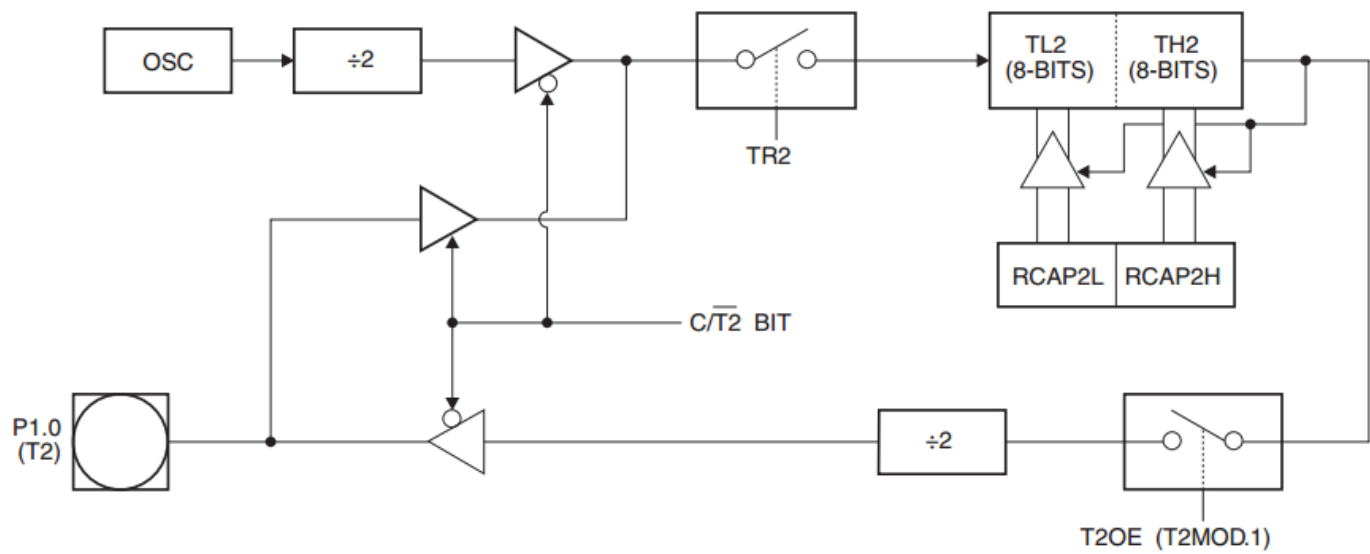 OSC
÷2
TR2
TL2
(8-BITS)
TH2
(8-BITS)
RCAP2L
RCAP2H
C/T2̅ BIT
P1.0
(T2)
÷2
T2OE (T2MOD.1)